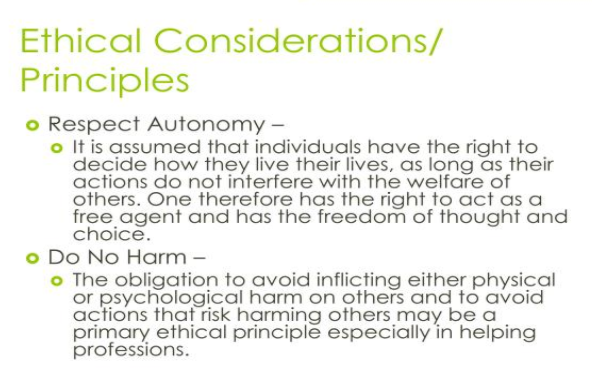 Ethical Considerations/
Principles
Respect Autonomy –
It is assumed that individuals have the right to
decide how they live their lives, as long as their
actions do not interfere with the welfare of
others. One therefore has the right to act as a
free agent and has the freedom of thought and
choice.
Do No Harm –
The obligation to avoid inflicting either physical
or psychological harm on others and to avoid
actions that risk harming others may be a
primary ethical principle especially in helping
professions.